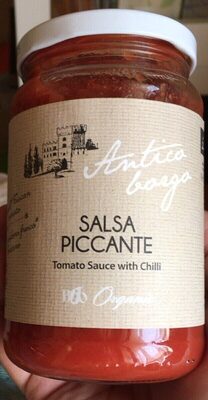 Antico
borgo
SALSA
PICCANTE
Tomato Sauce with Chilli
Organic